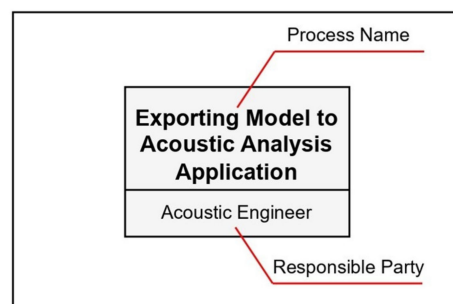 Process Name
Exporting Model to
Acoustic Analysis
Application
Acoustic Engineer
Responsible Party